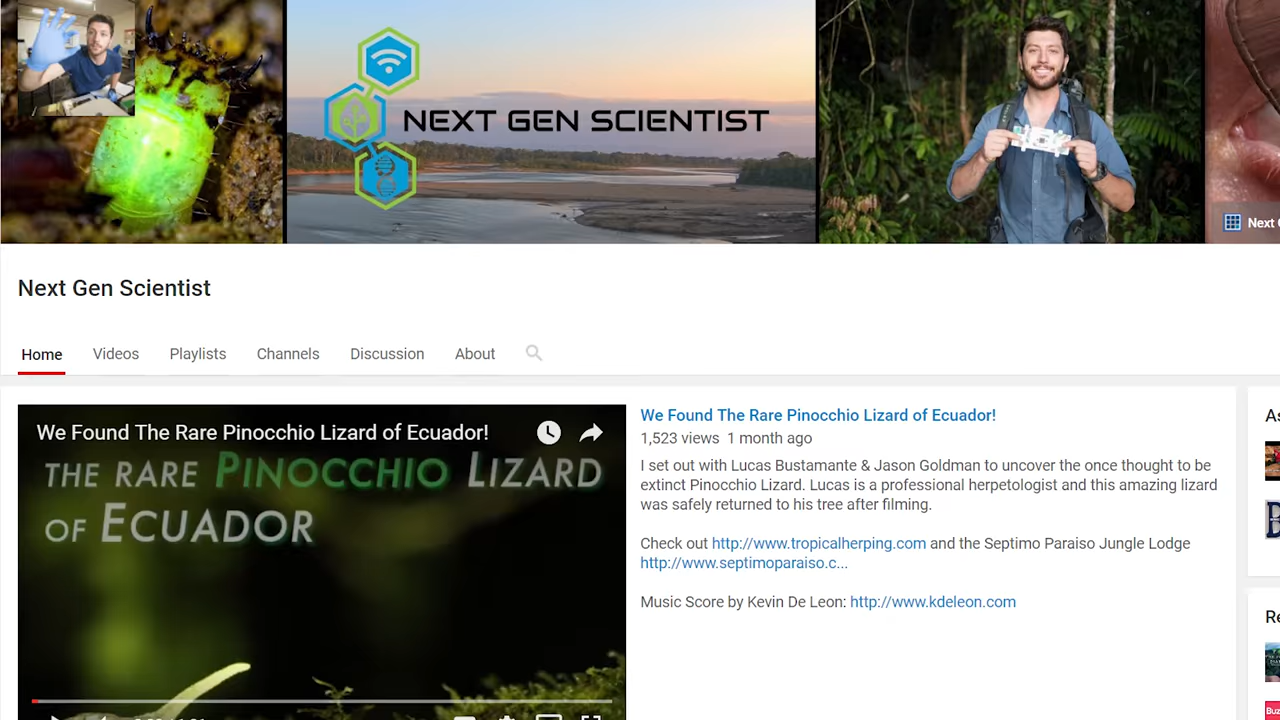 NEXT GEN SCIENTIST
Next
Next Gen Scientist
Home Videos Playlists Channels Discussion About
We Found The Rare Pinocchio Lizard of Ecuador!
THE RARE PINOCCHIO LIZARD
OF ECUADOR
We Found The Rare Pinocchio Lizard of Ecuador!
1,523 views 1 month ago
I set out with Lucas Bustamante & Jason Goldman to uncover the once thought to be
extinct Pinocchio Lizard. Lucas is a professional herpetologist and this amazing lizard
was safely returned to his tree after filming.
Check out http://www.tropicalherping.com and the Septimo Paraiso Jungle Lodge
http://www.septimoparaiso.c...
Music Score by Kevin De Leon: http://www.kdeleon.com